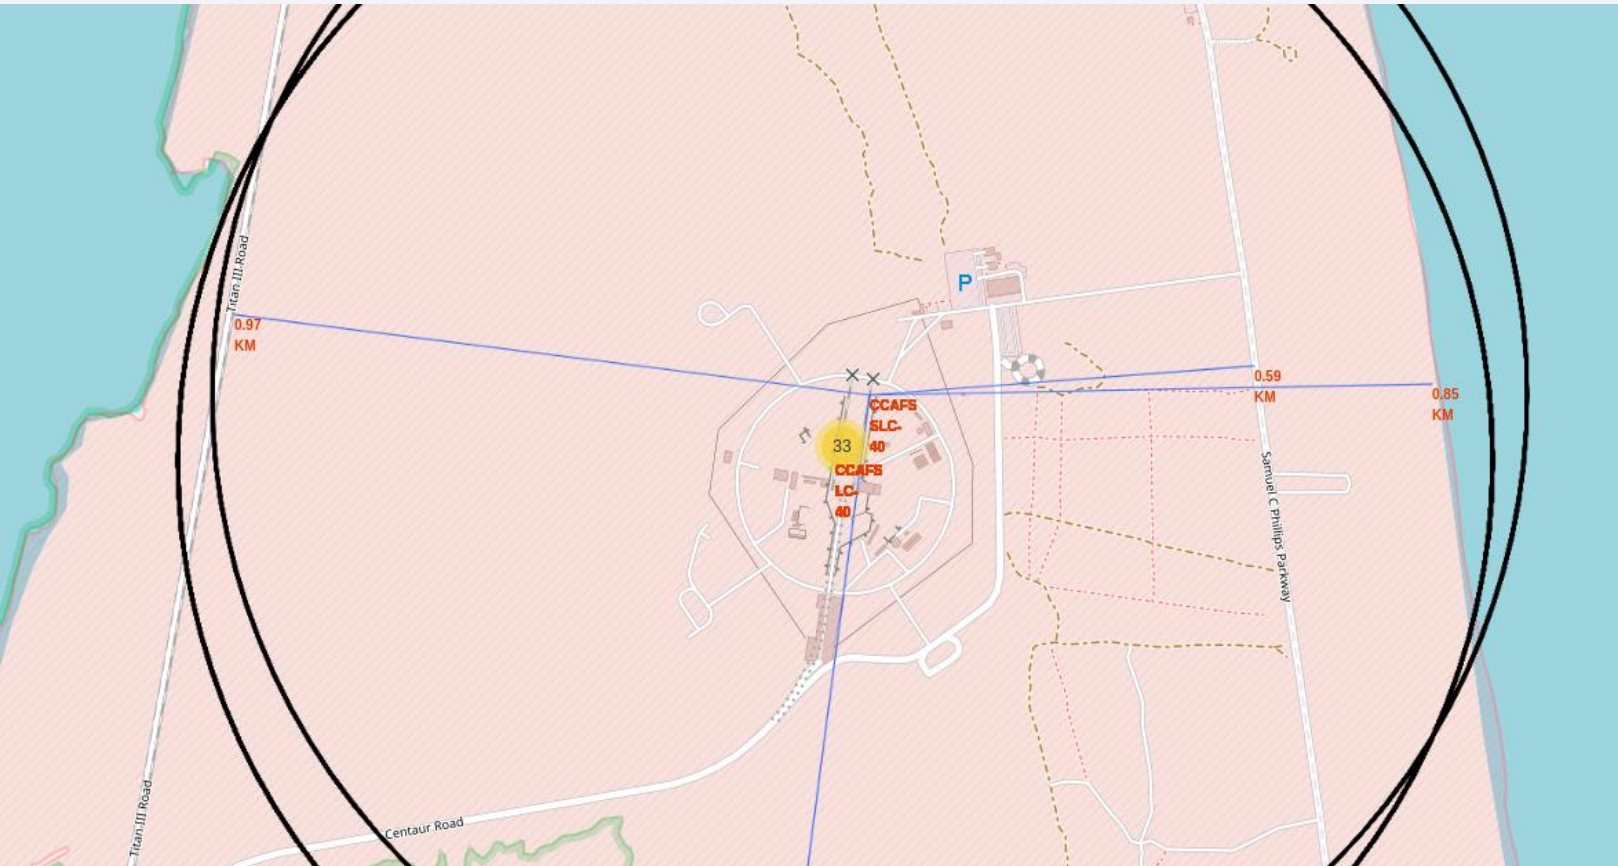 Titan III Road
P
0.97
KM
0.59
KM
0.85
KM
CCAFS
SLC-
40
33
CCAFS
LC-
40
Samuel C Phillips Parkway
Titan III Road
Centaur Road